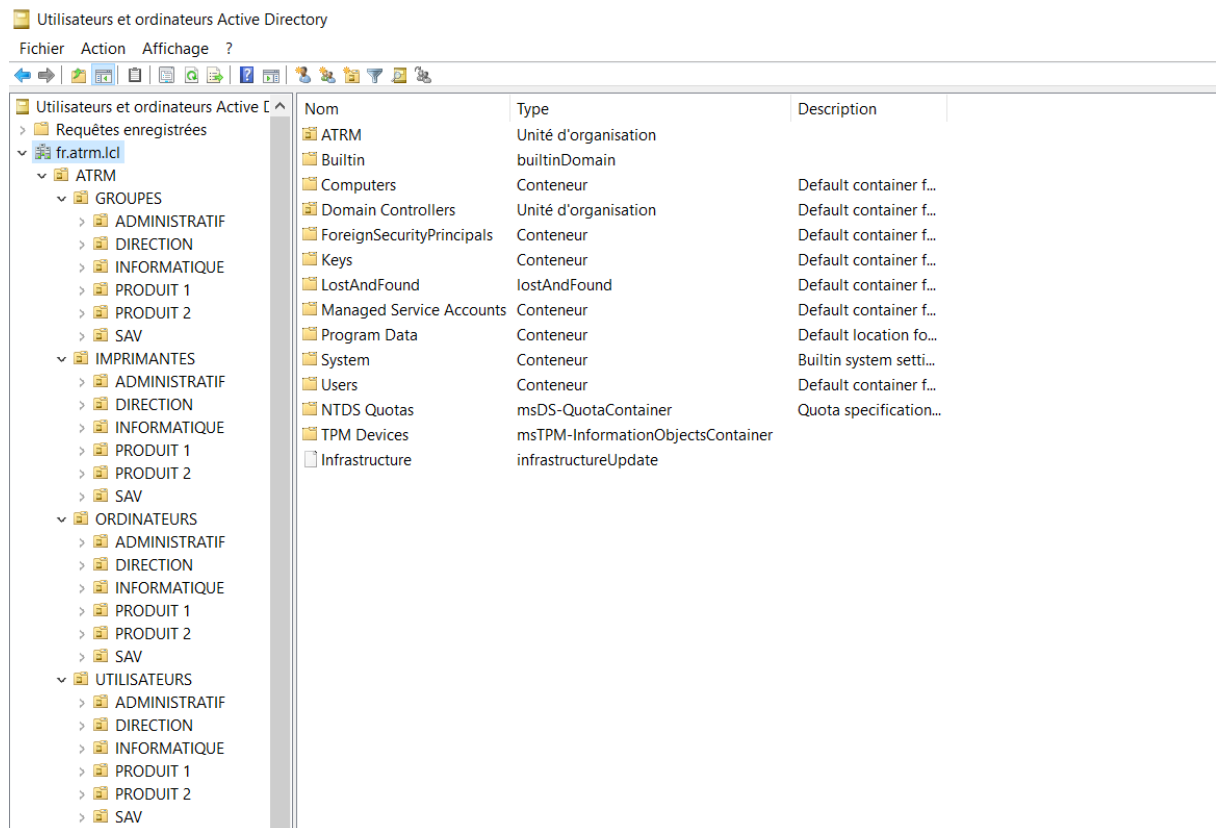 Utilisateurs et ordinateurs Active Directory
Fichier Action Affichage ?
Utilisateurs et ordinateurs Active D
Requêtes enregistrées
fr.atrm.lcl
ATRM
GROUPES
ADMINISTRATIF
DIRECTION
INFORMATIQUE
PRODUIT 1
PRODUIT 2
SAV
IMPRIMANTES
ADMINISTRATIF
DIRECTION
INFORMATIQUE
PRODUIT 1
PRODUIT 2
SAV
ORDINATEURS
ADMINISTRATIF
DIRECTION
INFORMATIQUE
PRODUIT 1
PRODUIT 2
SAV
UTILISATEURS
ADMINISTRATIF
DIRECTION
INFORMATIQUE
PRODUIT 1
PRODUIT 2
SAV
Nom Type Description
ATRM Unité d'organisation
Builtin builtinDomain
Computers Conteneur Default container f...
Domain Controllers Unité d'organisation Default container f...
ForeignSecurityPrincipals Conteneur Default container f...
Keys Conteneur Default container f...
LostAndFound lostAndFound Default container f...
Managed Service Accounts Conteneur Default container f...
Program Data Conteneur Default location fo...
System Conteneur Builtin system setti...
Users Conteneur Default container f...
NTDS Quotas msDS-QuotaContainer Quota specification...
TPM Devices msTPM-InformationObjectsContainer
Infrastructure infrastructureUpdate